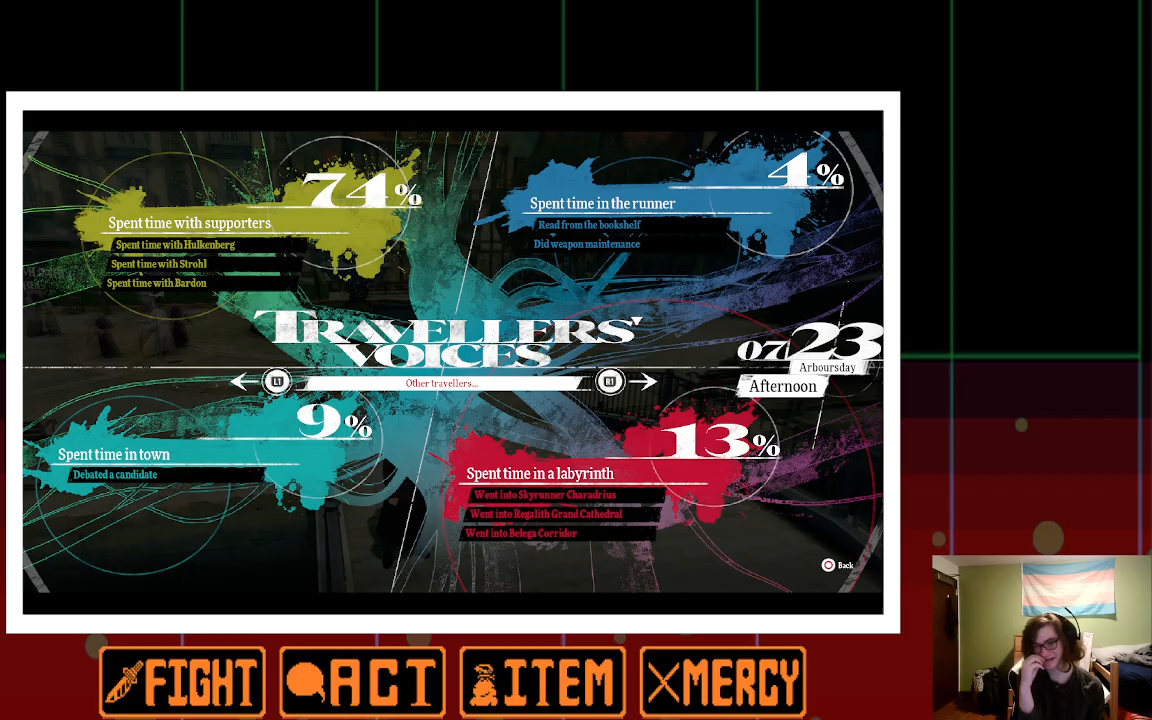 74%
Spent time with supporters
Spent time with Hulkenberg
Spent time with Strohl
Spent time with Bardon
4%
Spent time in the runner
Read from the bookshelf
Did weapon maintenance
TRAVELLERS'
VOICES
L1
Other travellers...
R1
07/23
Arboursday
Afternoon
9%
Spent time in town
Debated a candidate
13%
Spent time in a labyrinth
Went into Skyrunner Charadrius
Went into Regalith Grand Cathedral
Went into Belega Corridor
Back
FIGHT
ACT
ITEM
MERCY